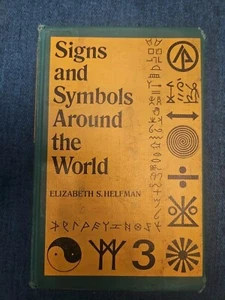 Signs
and
Symbols
Around
the
World
ELIZABETH S. HELFMAN
3